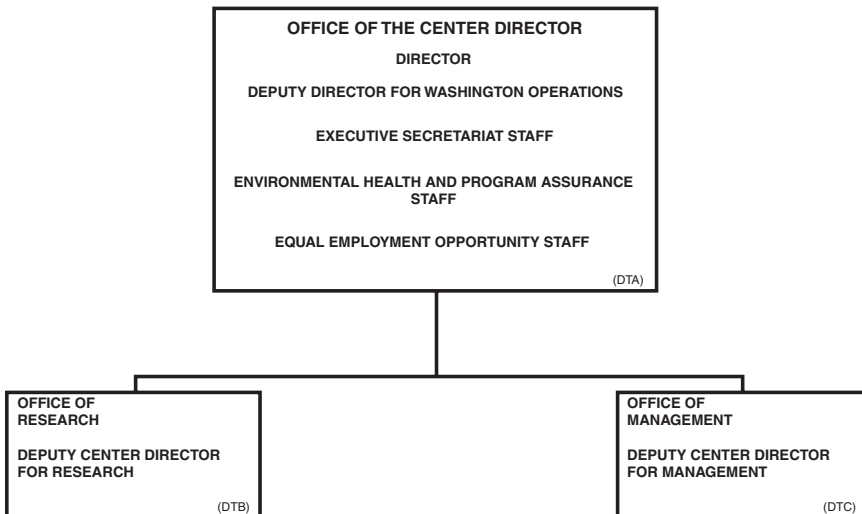 OFFICE OF THE CENTER DIRECTOR
DIRECTOR
DEPUTY DIRECTOR FOR WASHINGTON OPERATIONS
EXECUTIVE SECRETARIAT STAFF
ENVIRONMENTAL HEALTH AND PROGRAM ASSURANCE
STAFF
EQUAL EMPLOYMENT OPPORTUNITY STAFF
(DTA)
OFFICE OF
RESEARCH
DEPUTY CENTER DIRECTOR
FOR RESEARCH
(DTB)
OFFICE OF
MANAGEMENT
DEPUTY CENTER DIRECTOR
FOR MANAGEMENT
(DTC)